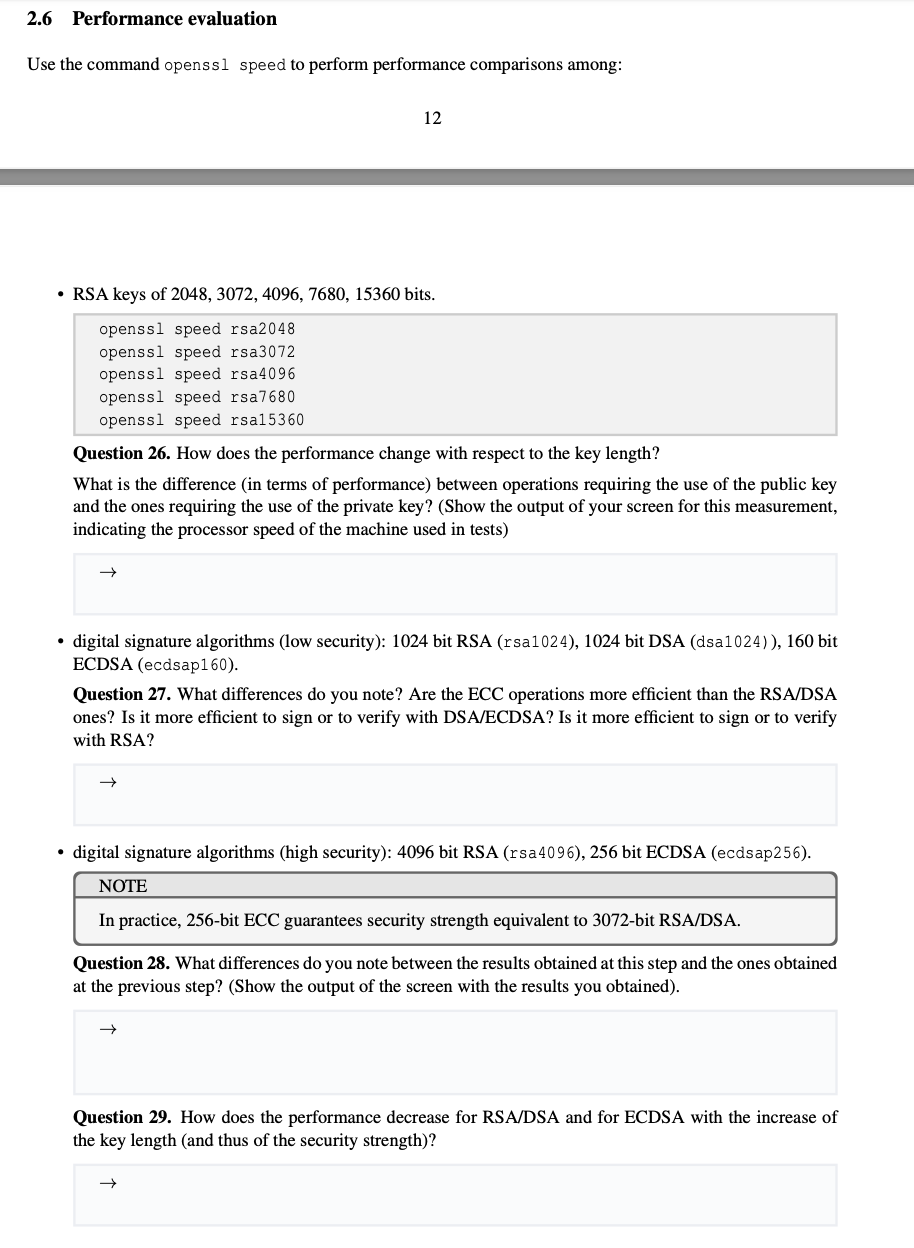 2.6 Performance evaluation
Use the command openssl speed to perform performance comparisons among:
12
• RSA keys of 2048, 3072, 4096, 7680, 15360 bits.
openssl speed rsa2048
openssl speed rsa3072
openssl speed rsa4096
openssl speed rsa7680
openssl speed rsa15360
Question 26. How does the performance change with respect to the key length?
What is the difference (in terms of performance) between operations requiring the use of the public key
and the ones requiring the use of the private key? (Show the output of your screen for this measurement,
indicating the processor speed of the machine used in tests)
→
• digital signature algorithms (low security): 1024 bit RSA (rsa1024), 1024 bit DSA (dsa1024)), 160 bit
ECDSA (ecdsap160).
Question 27. What differences do you note? Are the ECC operations more efficient than the RSA/DSA
ones? Is it more efficient to sign or to verify with DSA/ECDSA? Is it more efficient to sign or to verify
with RSA?
→
• digital signature algorithms (high security): 4096 bit RSA (rsa4096), 256 bit ECDSA (ecdsap256).
NOTE
In practice, 256-bit ECC guarantees security strength equivalent to 3072-bit RSA/DSA.
Question 28. What differences do you note between the results obtained at this step and the ones obtained
at the previous step? (Show the output of the screen with the results you obtained).
→
Question 29. How does the performance decrease for RSA/DSA and for ECDSA with the increase of
the key length (and thus of the security strength)?
→